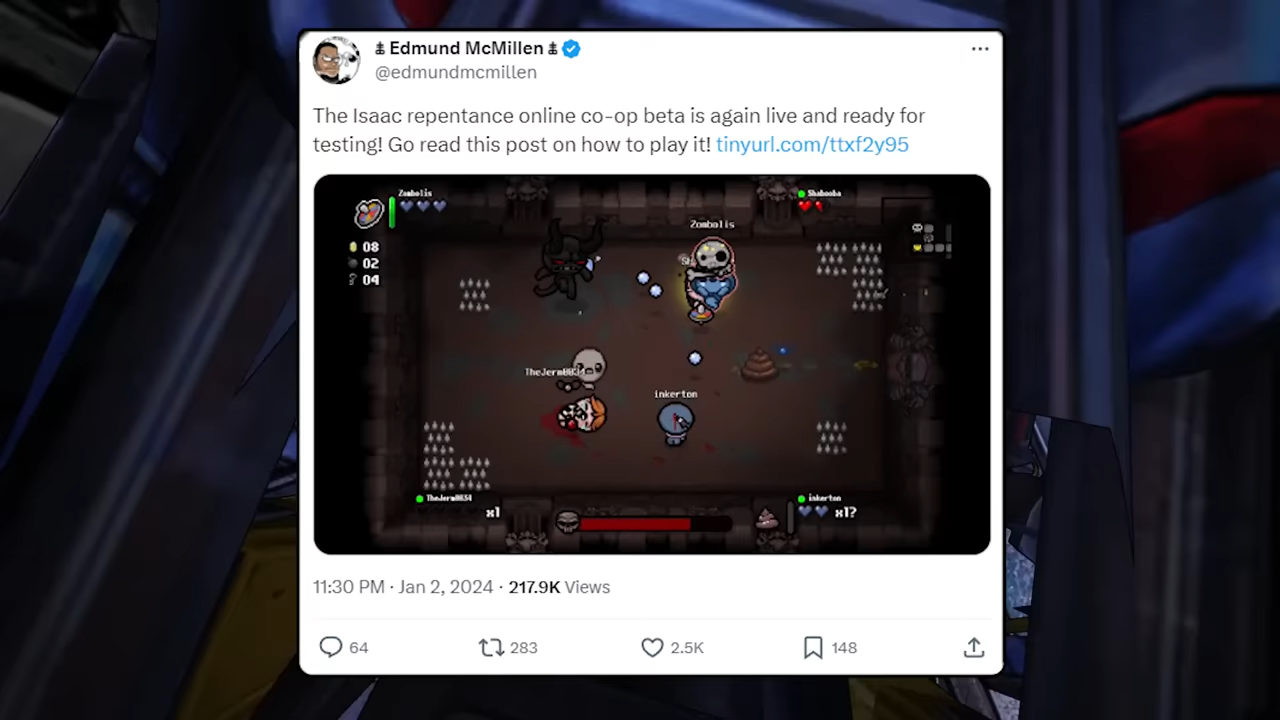 Edmund McMillen
@edmundmcmillen
The Isaac repentance online co-op beta is again live and ready for
testing! Go read this post on how to play it! tinyurl.com/ttxf2y95
Zombolis
Shabooba
08
02
04
Zombolis
TheJerm0034
inkerton
TheJerm0034
x1
inkerton
x1?
11:30 PM · Jan 2, 2024 · 217.9K Views
64
283
2.5K
148